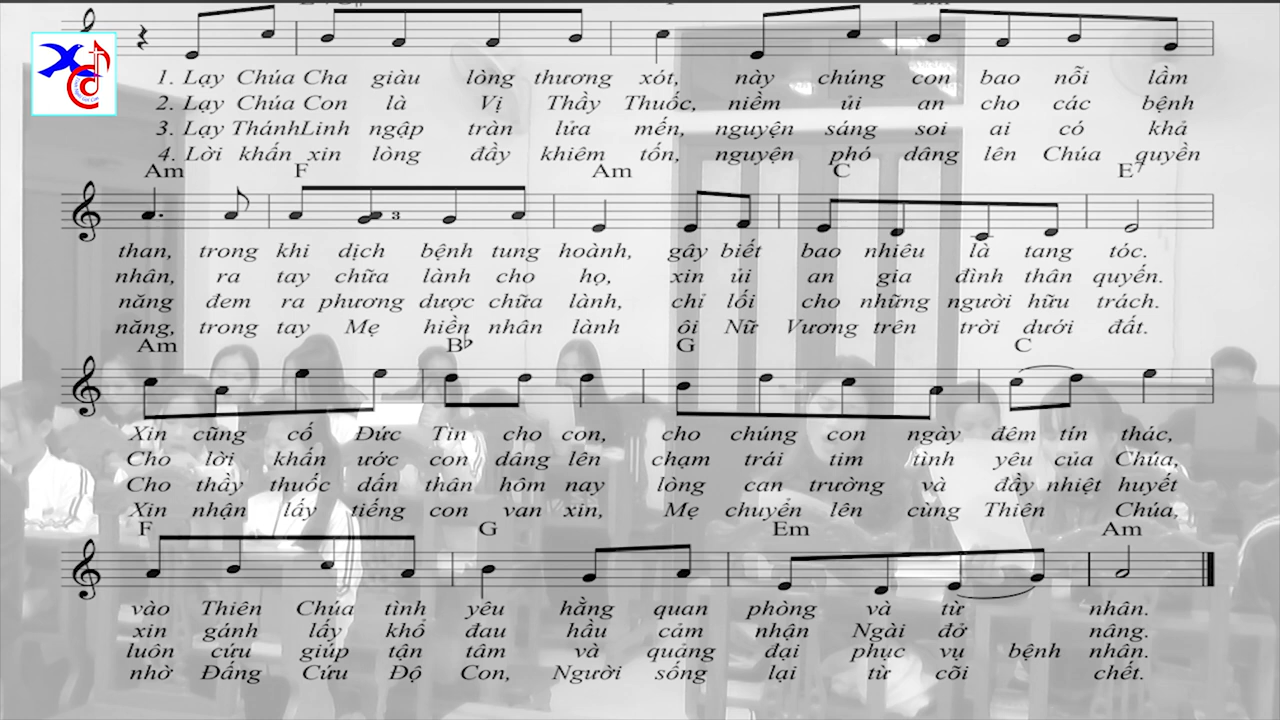 1. Lạy Chúa Cha giàu lòng thương xót, này chúng con bao nỗi lầm
2. Lạy Chúa Con là Vị Thầy Thuốc, niềm ủi an cho các bệnh
3. Lạy ThánhLinh ngập tràn lửa mến, nguyện sáng soi ai có khả
4. Lời khấn xin lòng đầy khiêm tốn, nguyện phó dâng lên Chúa quyền
Am F Am C E7
3
than, trong khi dịch bệnh tung hoành, gây biết bao nhiêu là tang tóc.
nhân, ra tay chữa lành cho họ, xin ủi an gia đình thân quyến.
năng đem ra phương dược chữa lành, chỉ lối cho những người hữu trách.
năng, trong tay Mẹ hiền nhân lành ôi Nữ Vương trên trời dưới đất.
Am B♭ G C
Xin củng cố Đức Tin cho con, cho chúng con ngày đêm tín thác,
Cho lời khấn ước con dâng lên chạm trái tim tình yêu của Chúa,
Cho thầy thuốc dấn thân hôm nay lòng can trường và đầy nhiệt huyết
Xin nhận lấy tiếng con van xin, Mẹ chuyển lên cùng Thiên Chúa,
F G Em Am
vào Thiên Chúa tình yêu hằng quan phòng và từ nhân.
xin gánh lấy khổ đau hầu cảm nhận Ngài đở nâng.
luôn cứu giúp tận tâm và quảng đại phục vụ bệnh nhân.
nhờ Đấng Cứu Độ Con, Người sống lại từ cõi chết.